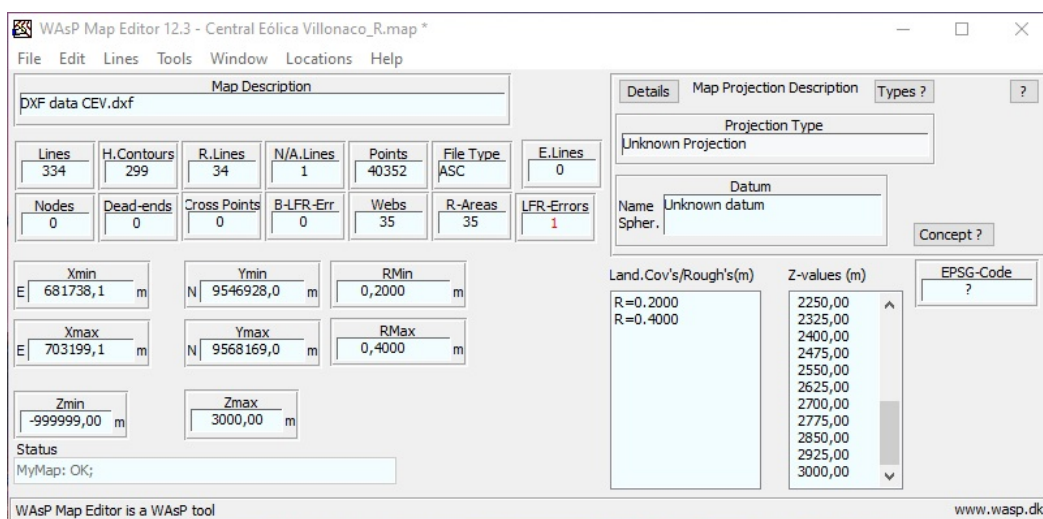 WAsP Map Editor 12.3 - Central Eólica Villonaco_R.map *
File Edit Lines Tools Window Locations Help
Map Description
DXF data CEV.dxf
Lines H.Contours R.Lines N/A.Lines Points File Type E.Lines
334 299 34 1 40352 ASC 0
Nodes Dead-ends Cross Points B-LFR-Err Webs R-Areas LFR-Errors
0 0 0 0 35 35 1
Xmin Ymin RMin
E 681738,1 m N 9546928,0 m 0,2000 m
Xmax Ymax RMax
E 703199,1 m N 9568169,0 m 0,4000 m
Zmin Zmax
-999999,00 m 3000,00 m
Status
MyMap: OK;
Details Map Projection Description Types ? ?
Projection Type
Unknown Projection
Datum
Name Unknown datum
Spher.
Concept ?
Land.Cov's/Rough's(m) Z-values (m) EPSG-Code
?
R=0.2000
R=0.4000
2250,00
2325,00
2400,00
2475,00
2550,00
2625,00
2700,00
2775,00
2850,00
2925,00
3000,00
WAsP Map Editor is a WAsP tool www.wasp.dk